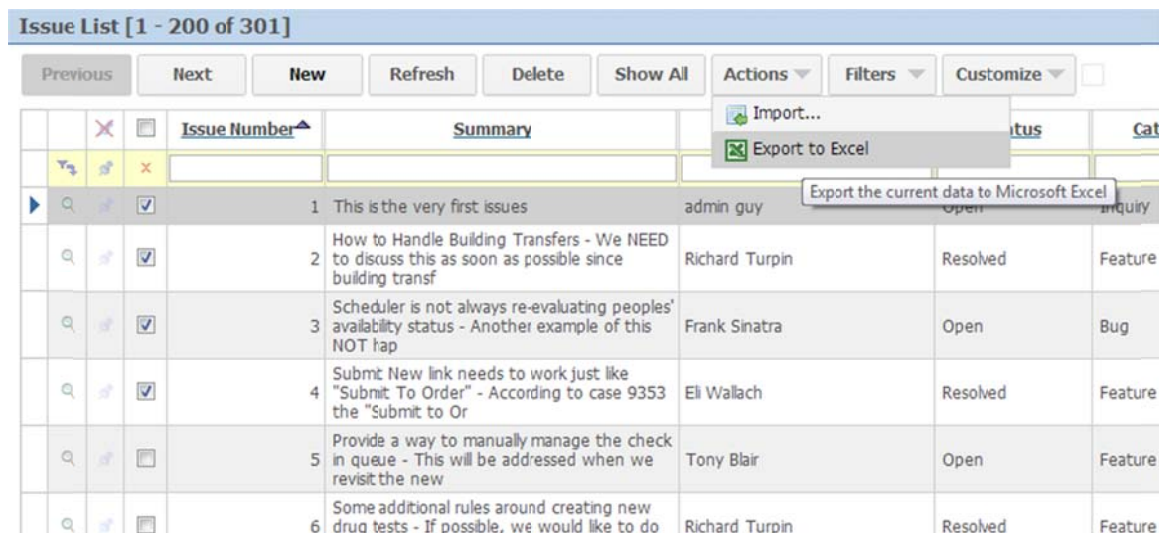 Issue List [1 - 200 of 301]
Previous Next New Refresh Delete Show All Actions Filters Customize
Import...
Export to Excel
Export the current data to Microsoft Excel
Issue Number Summary tatus Cat
1 This is the very first issues admin guy Open Inquiry
How to Handle Building Transfers - We NEED
2 to discuss this as soon as possible since Richard Turpin Resolved Feature
building transf
Scheduler is not always re-evaluating peoples'
3 availability status - Another example of this Frank Sinatra Open Bug
NOT hap
Submit New link needs to work just like
4 "Submit To Order" - According to case 9353 Eli Wallach Resolved Feature
the "Submit to Or
Provide a way to manually manage the check
5 in queue - This will be addressed when we Tony Blair Open Feature
revisit the new
Some additional rules around creating new
6 drug tests - If possible, we would like to do Richard Turpin Resolved Feature